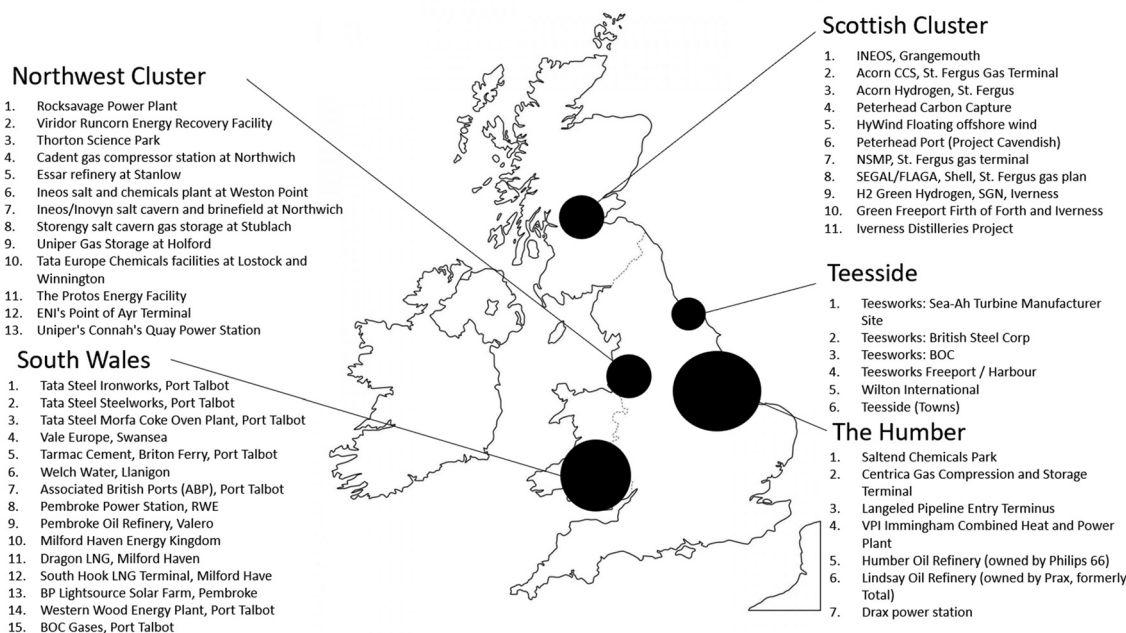 Northwest Cluster
1. Rocksavage Power Plant
2. Viridor Runcorn Energy Recovery Facility
3. Thorton Science Park
4. Cadent gas compressor station at Northwich
5. Essar refinery at Stanlow
6. Ineos salt and chemicals plant at Weston Point
7. Ineos/Inovyn salt cavern and brinefield at Northwich
8. Storengy salt cavern gas storage at Stublach
9. Uniper Gas Storage at Holford
10. Tata Europe Chemicals facilities at Lostock and
Winnington
11. The Protos Energy Facility
12. ENI's Point of Ayr Terminal
13. Uniper's Connah's Quay Power Station
South Wales
1. Tata Steel Ironworks, Port Talbot
2. Tata Steel Steelworks, Port Talbot
3. Tata Steel Morfa Coke Oven Plant, Port Talbot
4. Vale Europe, Swansea
5. Tarmac Cement, Briton Ferry, Port Talbot
6. Welch Water, Llanigon
7. Associated British Ports (ABP), Port Talbot
8. Pembroke Power Station, RWE
9. Pembroke Oil Refinery, Valero
10. Milford Haven Energy Kingdom
11. Dragon LNG, Milford Haven
12. South Hook LNG Terminal, Milford Have
13. BP Lightsource Solar Farm, Pembroke
14. Western Wood Energy Plant, Port Talbot
15. BOC Gases, Port Talbot
Scottish Cluster
1. INEOS, Grangemouth
2. Acorn CCS, St. Fergus Gas Terminal
3. Acorn Hydrogen, St. Fergus
4. Peterhead Carbon Capture
5. HyWind Floating offshore wind
6. Peterhead Port (Project Cavendish)
7. NSMP, St. Fergus gas terminal
8. SEGAL/FLAGA, Shell, St. Fergus gas plan
9. H2 Green Hydrogen, SGN, Iverness
10. Green Freeport Firth of Forth and Iverness
11. Iverness Distilleries Project
Teesside
1. Teesworks: Sea-Ah Turbine Manufacturer
Site
2. Teesworks: British Steel Corp
3. Teesworks: BOC
4. Teesworks Freeport / Harbour
5. Wilton International
6. Teesside (Towns)
The Humber
1. Saltend Chemicals Park
2. Centrica Gas Compression and Storage
Terminal
3. Langeled Pipeline Entry Terminus
4. VPI Immingham Combined Heat and Power
Plant
5. Humber Oil Refinery (owned by Philips 66)
6. Lindsay Oil Refinery (owned by Prax, formerly
Total)
7. Drax power station